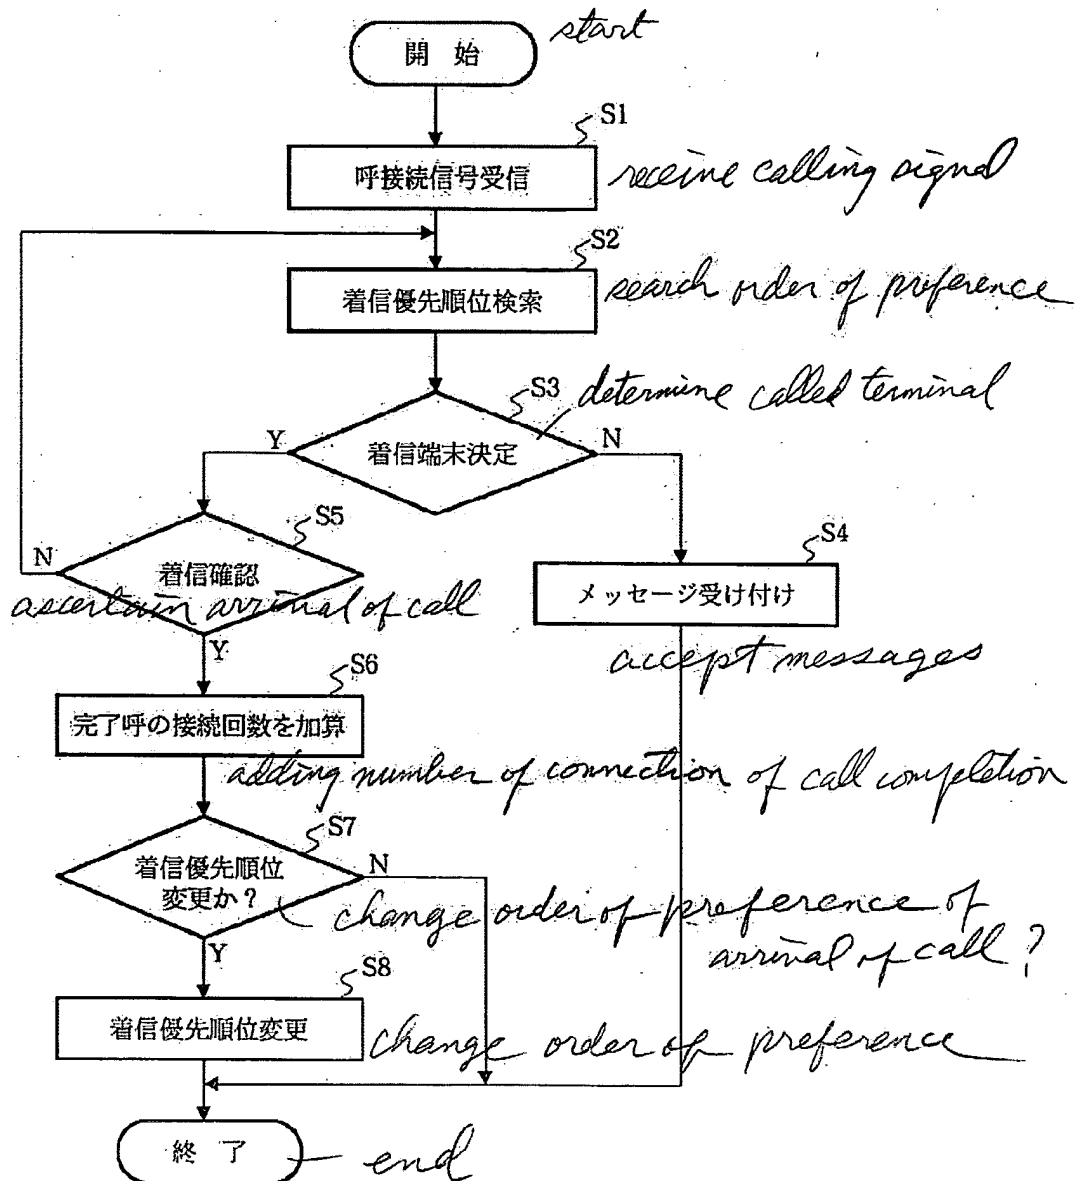 開 始
start
S1
呼接続信号受信
receive calling signal
S2
着信優先順位検索
search order of preference
S3
determine called terminal
Y
着信端末決定
N
S5
S4
N
着信確認
メッセージ受け付け
ascertain arrival of call
Y
accept messages
S6
完了呼の接続回数を加算
adding number of connection of call completion
S7
着信優先順位
N
変更か？
change order of preference of
arrival of call ?
Y
S8
着信優先順位変更
change order of preference
終 了
end